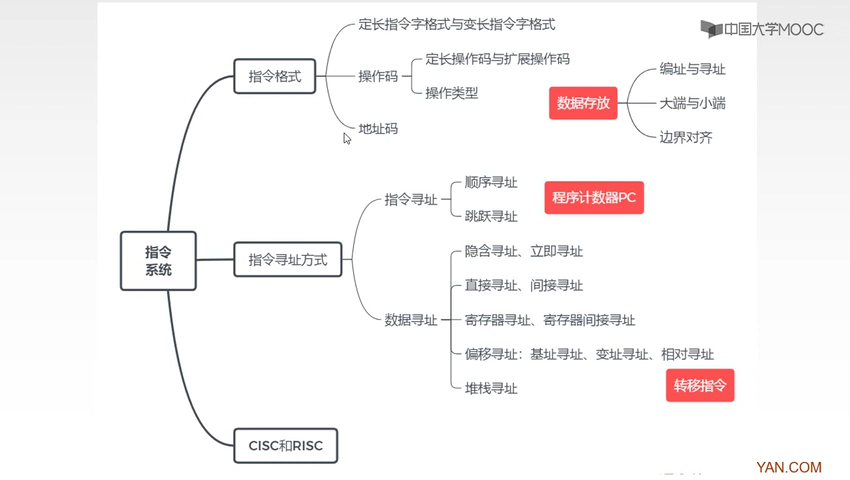 中国大学MOOC
定长指令字格式与变长指令字格式
指令格式
操作码
定长操作码与扩展操作码
操作类型
地址码
数据存放
编址与寻址
大端与小端
边界对齐
指令系统
指令寻址方式
指令寻址
顺序寻址
跳跃寻址
程序计数器PC
数据寻址
隐含寻址、立即寻址
直接寻址、间接寻址
寄存器寻址、寄存器间接寻址
偏移寻址：基址寻址、变址寻址、相对寻址
堆栈寻址
转移指令
CISC和RISC
YAN.COM